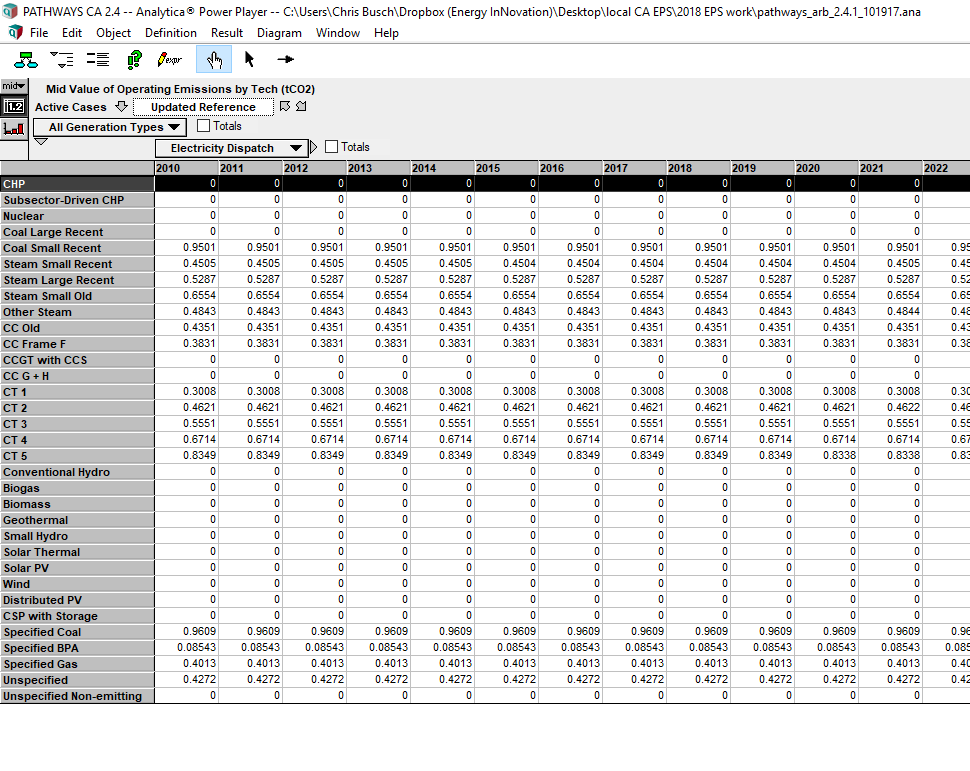 PATHWAYS CA 2.4 -- Analytica® Power Player -- C:\Users\Chris Busch\Dropbox (Energy InNovation)\Desktop\local CA EPS\2018 EPS work\pathways_arb_2.4.1_101917.ana
File Edit Object Definition Result Diagram Window Help
expr
mid
Mid Value of Operating Emissions by Tech (tCO2)
Active Cases Updated Reference
All Generation Types Totals
Electricity Dispatch Totals
2010 2011 2012 2013 2014 2015 2016 2017 2018 2019 2020 2021 2022
CHP 0 0 0 0 0 0 0 0 0 0 0 0
Subsector-Driven CHP 0 0 0 0 0 0 0 0 0 0 0 0
Nuclear 0 0 0 0 0 0 0 0 0 0 0 0
Coal Large Recent 0 0 0 0 0 0 0 0 0 0 0 0
Coal Small Recent 0.9501 0.9501 0.9501 0.9501 0.9501 0.9501 0.9501 0.9501 0.9501 0.9501 0.9501 0.9501 0.95
Steam Small Recent 0.4505 0.4505 0.4505 0.4505 0.4505 0.4504 0.4504 0.4504 0.4504 0.4504 0.4505 0.4505 0.45
Steam Large Recent 0.5287 0.5287 0.5287 0.5287 0.5287 0.5287 0.5287 0.5287 0.5287 0.5287 0.5287 0.5287 0.52
Steam Small Old 0.6554 0.6554 0.6554 0.6554 0.6554 0.6554 0.6554 0.6554 0.6554 0.6554 0.6554 0.6554 0.65
Other Steam 0.4843 0.4843 0.4843 0.4843 0.4843 0.4843 0.4843 0.4843 0.4843 0.4843 0.4843 0.4844 0.48
CC Old 0.4351 0.4351 0.4351 0.4351 0.4351 0.4351 0.4351 0.4351 0.4351 0.4351 0.4351 0.4351 0.43
CC Frame F 0.3831 0.3831 0.3831 0.3831 0.3831 0.3831 0.3831 0.3831 0.3831 0.3831 0.3831 0.3831 0.38
CCGT with CCS 0 0 0 0 0 0 0 0 0 0 0 0
CC G + H 0 0 0 0 0 0 0 0 0 0 0 0
CT 1 0.3008 0.3008 0.3008 0.3008 0.3008 0.3008 0.3008 0.3008 0.3008 0.3008 0.3008 0.3008 0.30
CT 2 0.4621 0.4621 0.4621 0.4621 0.4621 0.4621 0.4621 0.4621 0.4621 0.4621 0.4621 0.4622 0.46
CT 3 0.5551 0.5551 0.5551 0.5551 0.5551 0.5551 0.5551 0.5551 0.5551 0.5551 0.5551 0.5551 0.55
CT 4 0.6714 0.6714 0.6714 0.6714 0.6714 0.6714 0.6714 0.6714 0.6714 0.6714 0.6714 0.6714 0.67
CT 5 0.8349 0.8349 0.8349 0.8349 0.8349 0.8349 0.8349 0.8349 0.8349 0.8349 0.8338 0.8338 0.83
Conventional Hydro 0 0 0 0 0 0 0 0 0 0 0 0
Biogas 0 0 0 0 0 0 0 0 0 0 0 0
Biomass 0 0 0 0 0 0 0 0 0 0 0 0
Geothermal 0 0 0 0 0 0 0 0 0 0 0 0
Small Hydro 0 0 0 0 0 0 0 0 0 0 0 0
Solar Thermal 0 0 0 0 0 0 0 0 0 0 0 0
Solar PV 0 0 0 0 0 0 0 0 0 0 0 0
Wind 0 0 0 0 0 0 0 0 0 0 0 0
Distributed PV 0 0 0 0 0 0 0 0 0 0 0 0
CSP with Storage 0 0 0 0 0 0 0 0 0 0 0 0
Specified Coal 0.9609 0.9609 0.9609 0.9609 0.9609 0.9609 0.9609 0.9609 0.9609 0.9609 0.9609 0.9609 0.96
Specified BPA 0.08543 0.08543 0.08543 0.08543 0.08543 0.08543 0.08543 0.08543 0.08543 0.08543 0.08543 0.08543 0.085
Specified Gas 0.4013 0.4013 0.4013 0.4013 0.4013 0.4013 0.4013 0.4013 0.4013 0.4013 0.4013 0.4013 0.40
Unspecified 0.4272 0.4272 0.4272 0.4272 0.4272 0.4272 0.4272 0.4272 0.4272 0.4272 0.4272 0.4272 0.42
Unspecified Non-emitting 0 0 0 0 0 0 0 0 0 0 0 0